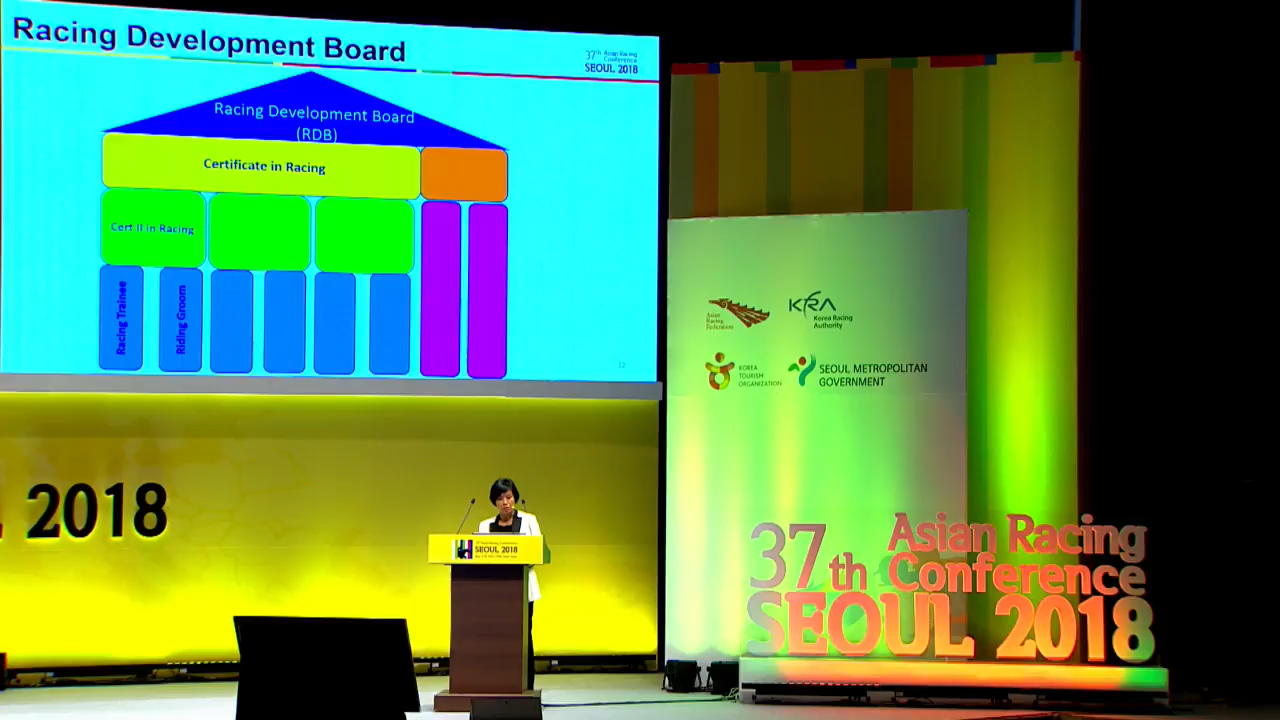 Racing Development Board
37th Asian Racing
Conference
SEOUL 2018
Racing Development Board
(RDB)
Certificate in Racing
Cert II in Racing
Racing Trainee
Riding Groom
12
Asian
Racing
Federation
KRA
Korea Racing
Authority
KOREA
TOURISM
ORGANIZATION
SEOUL METROPOLITAN
GOVERNMENT
2018
SEOUL 2018
37th Asian Racing
Conference
SEOUL 2018